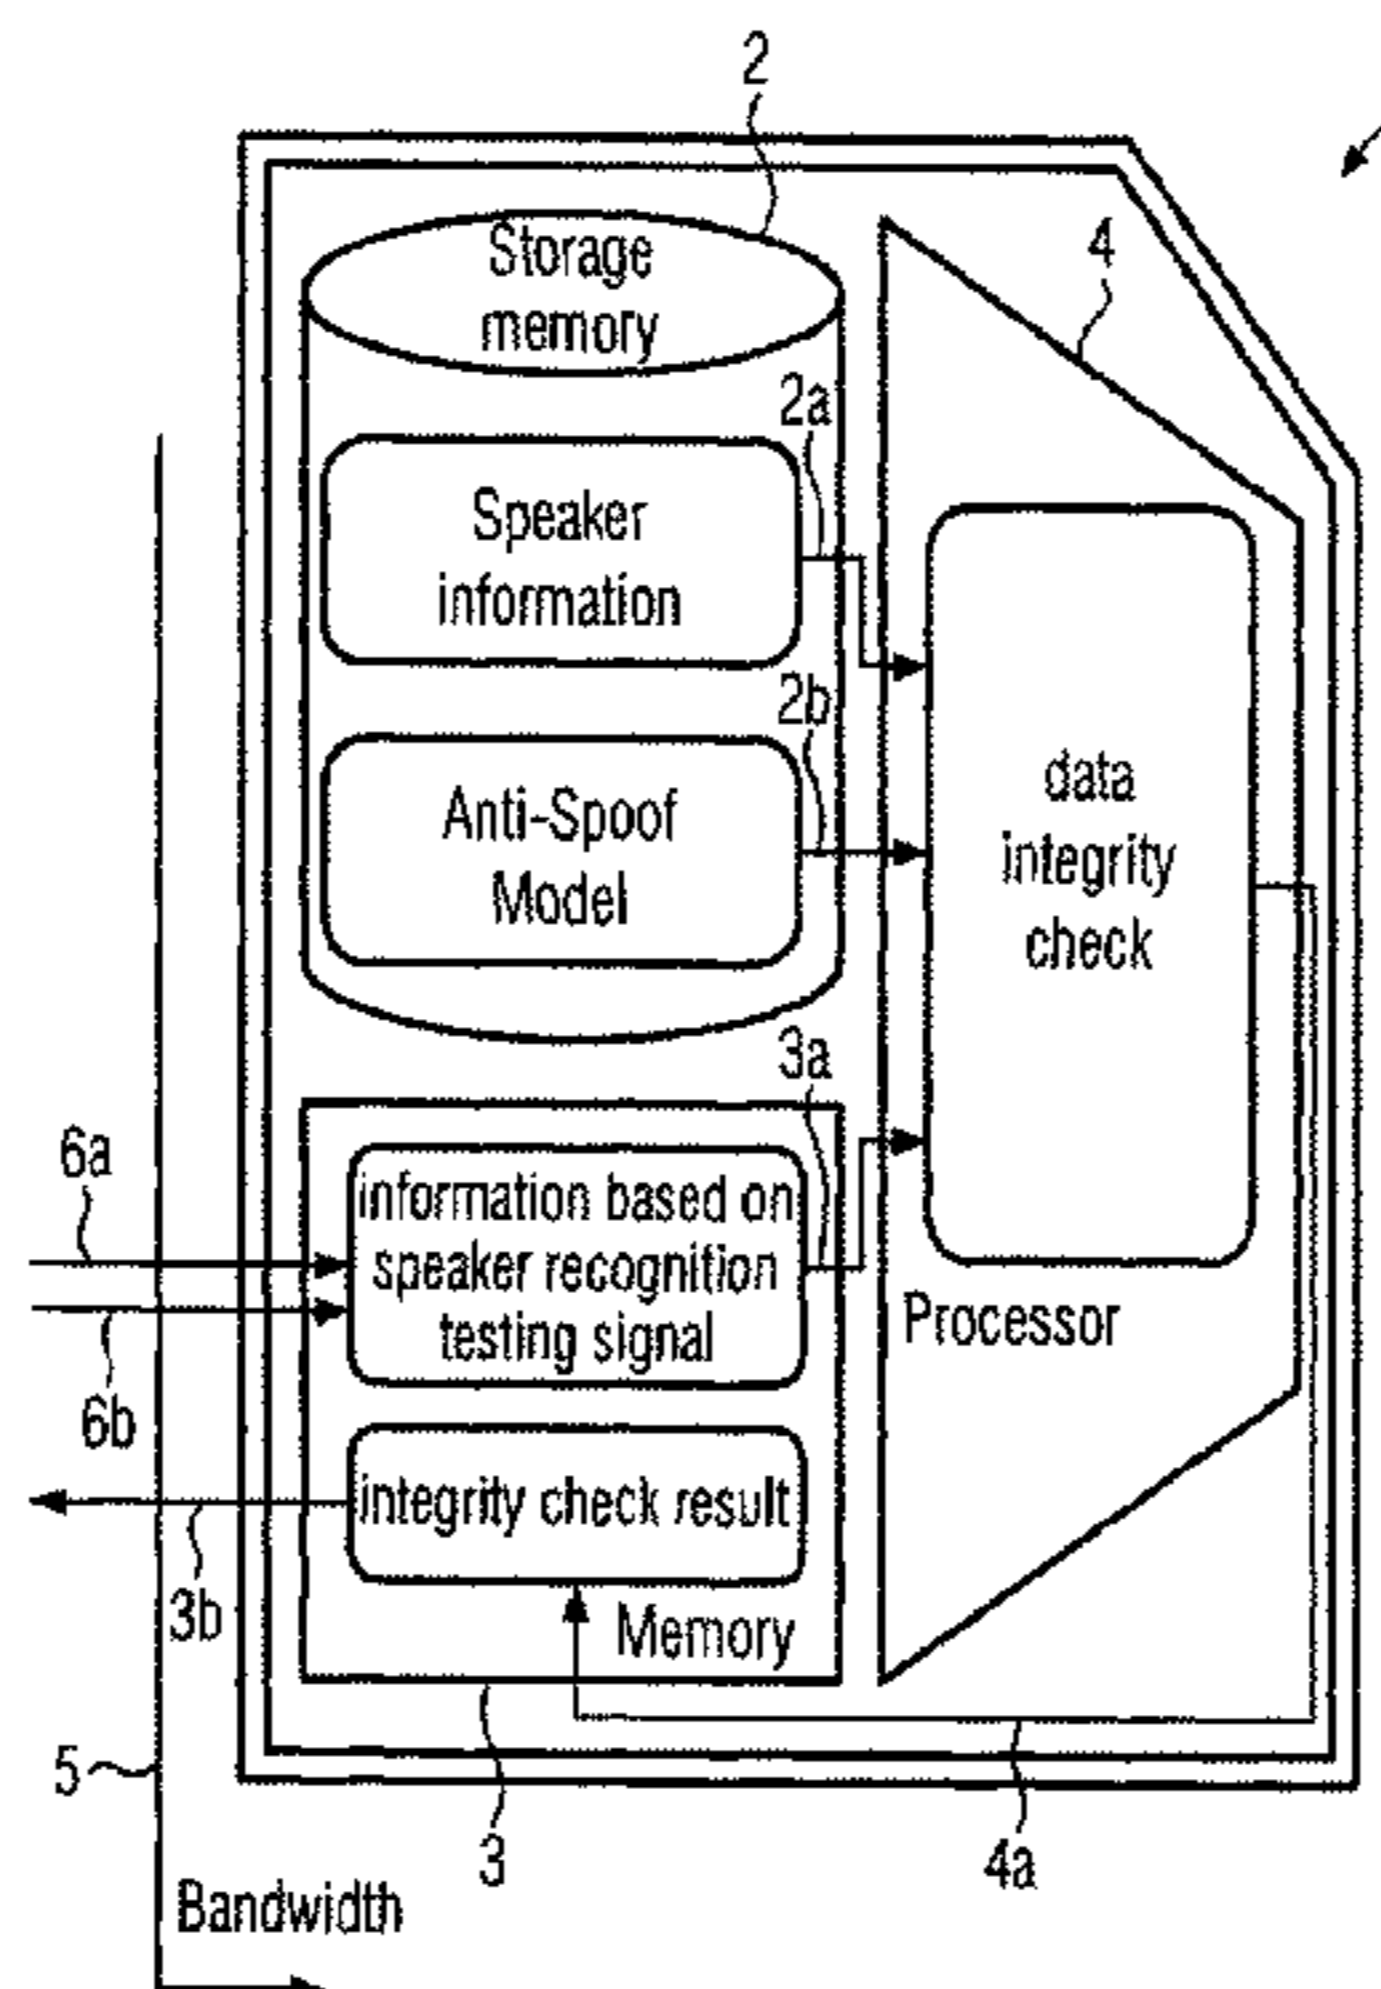 2
Storage
memory
4
2a
Speaker
information
2b
Anti-Spoof
Model
data
integrity
check
3a
6a
information based on
speaker recognition
testing signal
Processor
6b
integrity check result
3b
Memory
5
3
4a
Bandwidth